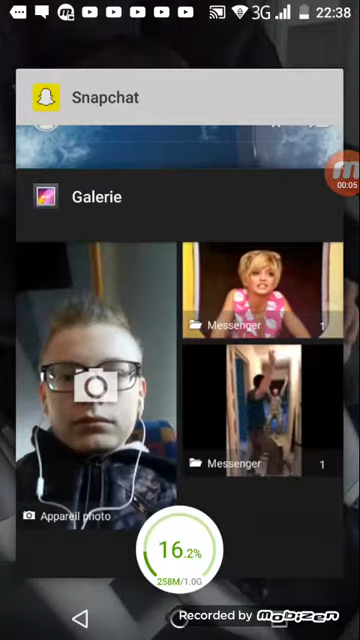 3G 22:38
Snapchat
00:05
Galerie
Messenger 1
Messenger 1
Appareil photo
16.2%
258M/1.0G
Recorded by mobizen